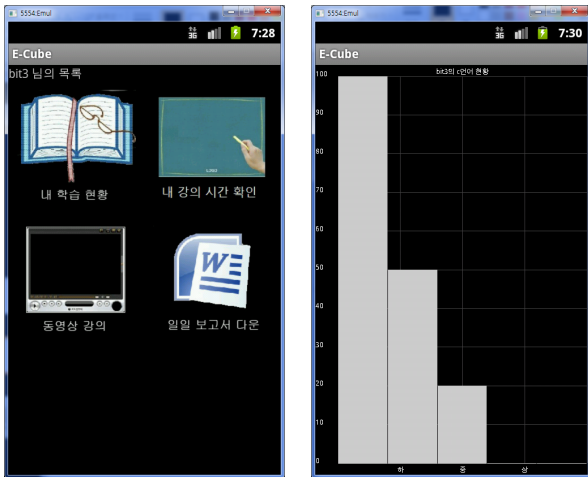 5554:Emul
3G 7:28
E-Cube
bit3 님의 목록
내 학습 현황
내 강의 시간 확인
동영상 강의
W
일일 보고서 다운
5554:Emul
3G 7:30
E-Cube
bit3의 c언어 현황
100
90
80
70
60
50
40
30
20
10
0
하 중 상